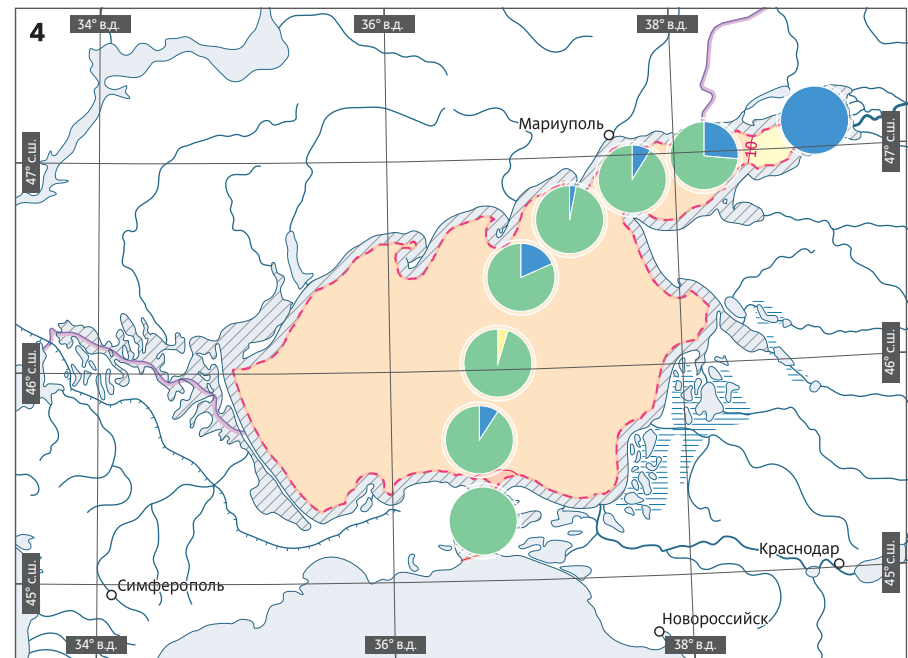 4
34° в.д.
36° в.д.
38° в.д.
Мариуполь
10
47° с.ш.
47° с.ш.
46° с.ш.
46° с.ш.
Краснодар
45° с.ш.
45° с.ш.
Симферополь
Новороссийск
34° в.д.
36° в.д.
38° в.д.